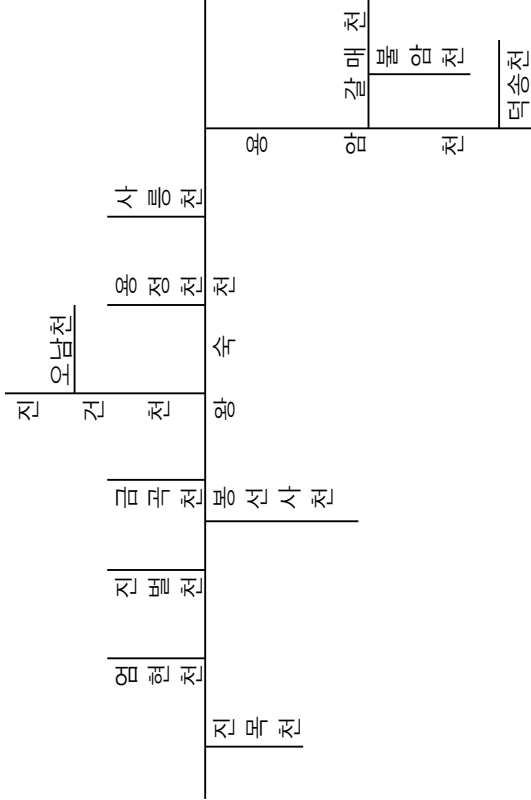 갈매천
불암천
덕송천
용암천
사릉천
용정천
왕숙천
오남천
진건천
금곡천
봉선사천
진벌천
엄현천
진목천